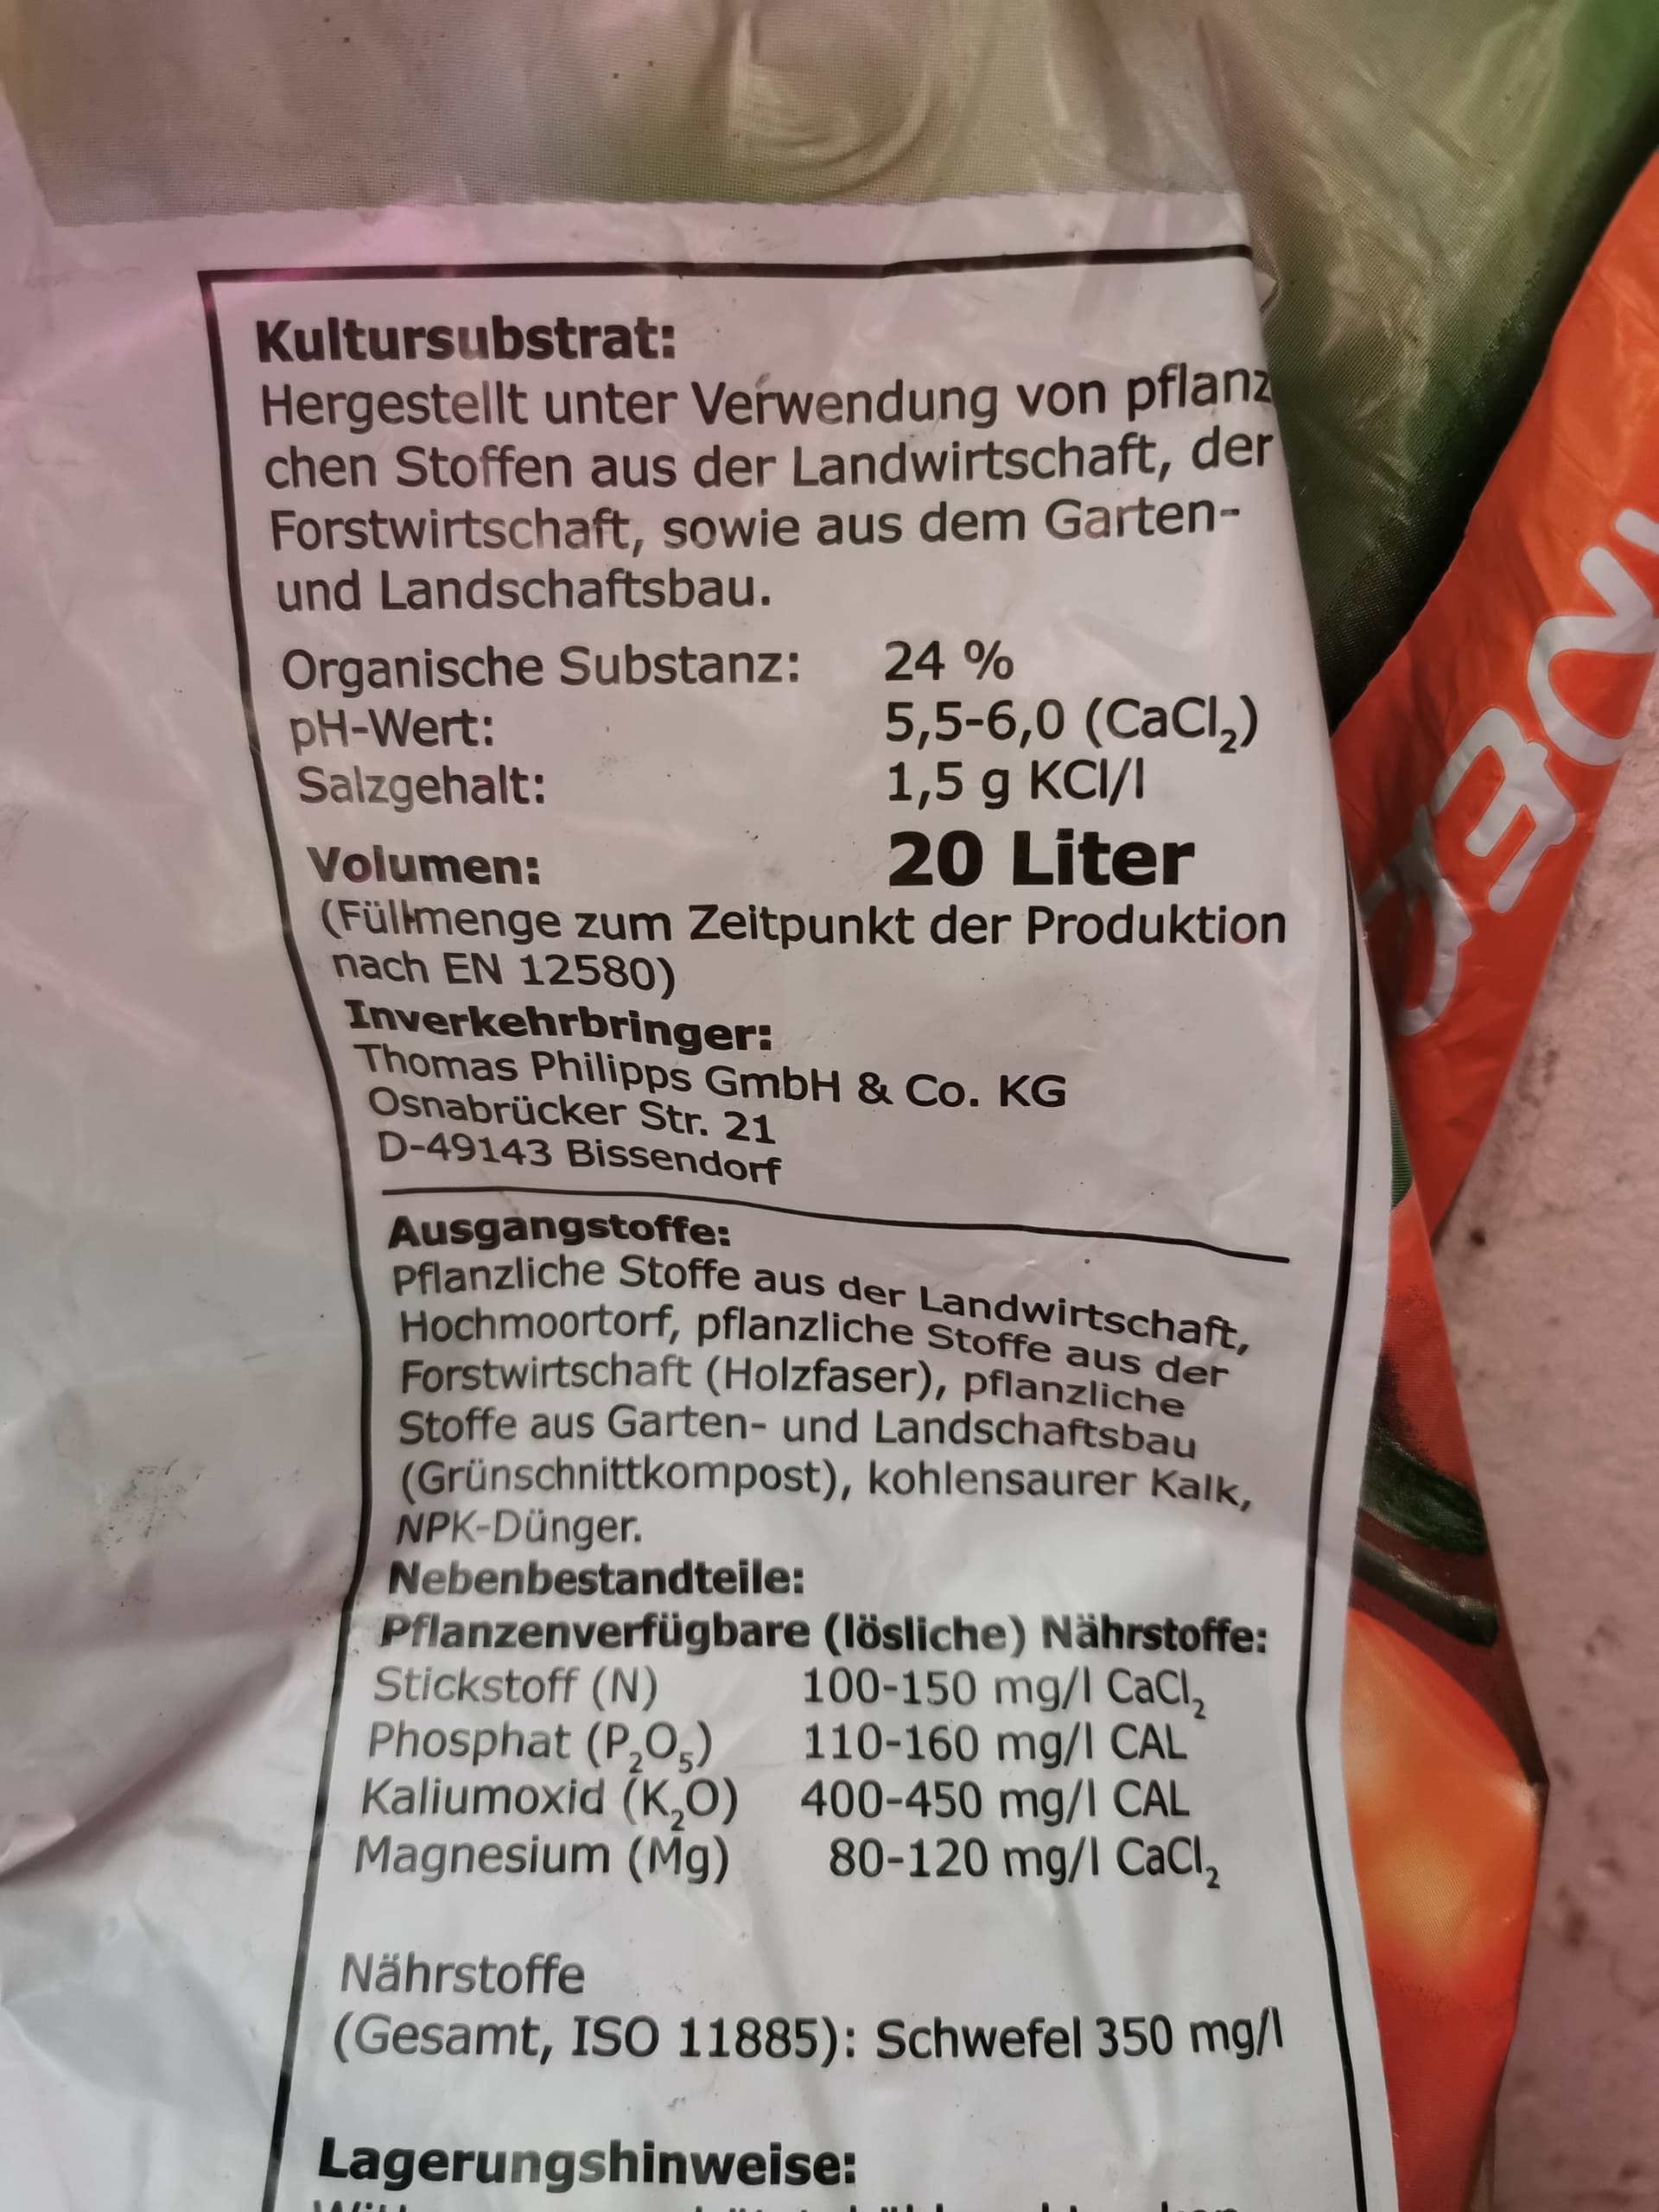 Kultursubstrat:
Hergestellt unter Verwendung von pflanz
chen Stoffen aus der Landwirtschaft, der
Forstwirtschaft, sowie aus dem Garten-
und Landschaftsbau.
Organische Substanz: 24 %
pH-Wert: 5,5-6,0 (CaCl₂)
Salzgehalt: 1,5 g KCl/l
Volumen: 20 Liter
(Füllmenge zum Zeitpunkt der Produktion
nach EN 12580)
Inverkehrbringer:
Thomas Philipps GmbH & Co. KG
Osnabrücker Str. 21
D-49143 Bissendorf
Ausgangstoffe:
Pflanzliche Stoffe aus der Landwirtschaft,
Hochmoortorf, pflanzliche Stoffe aus der
Forstwirtschaft (Holzfaser), pflanzliche
Stoffe aus Garten- und Landschaftsbau
(Grünschnittkompost), kohlensaurer Kalk,
NPK-Dünger.
Nebenbestandteile:
Pflanzenverfügbare (lösliche) Nährstoffe:
Stickstoff (N) 100-150 mg/l CaCl₂
Phosphat (P₂O₅) 110-160 mg/l CAL
Kaliumoxid (K₂O) 400-450 mg/l CAL
Magnesium (Mg) 80-120 mg/l CaCl₂
Nährstoffe
(Gesamt, ISO 11885): Schwefel 350 mg/l
Lagerungshinweise: